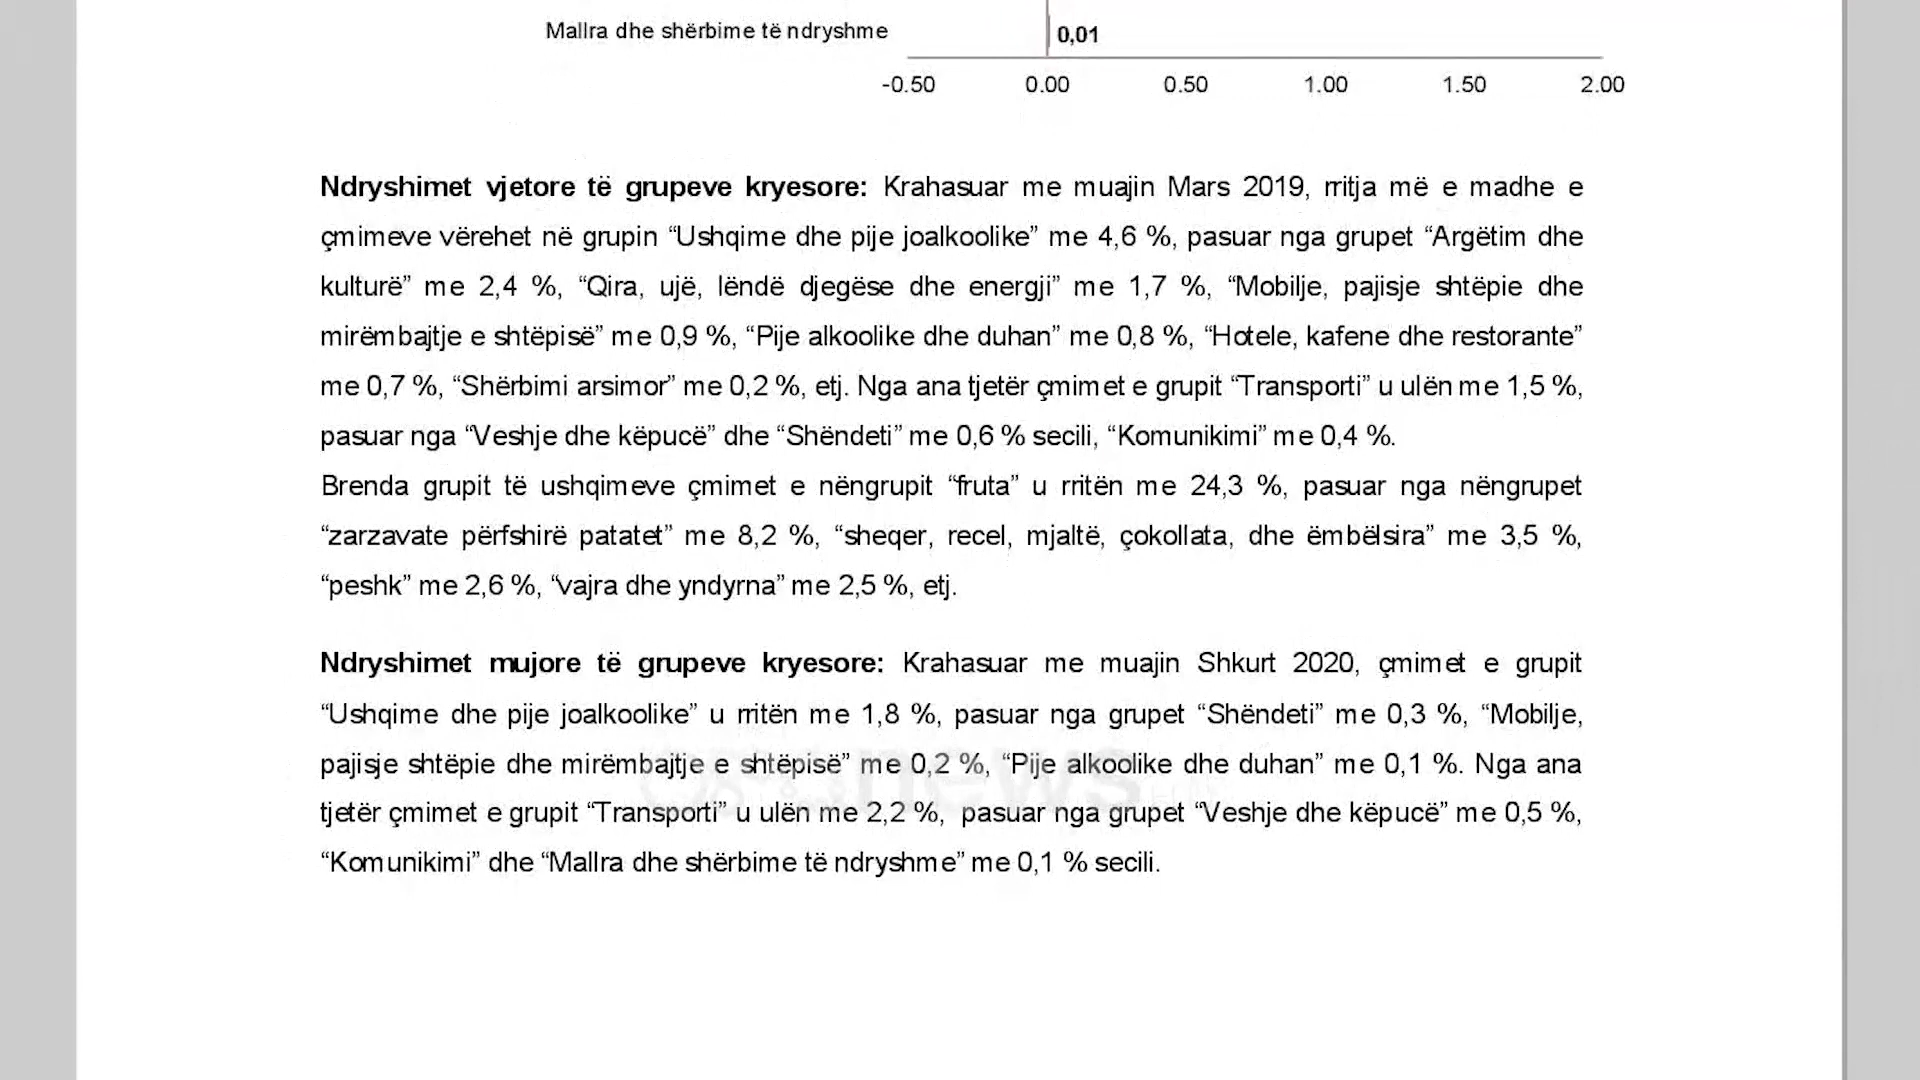 Mallra dhe shërbime të ndryshme 0,01
-0.50 0.00 0.50 1.00 1.50 2.00
Ndryshimet vjetore të grupeve kryesore: Krahasuar me muajin Mars 2019, rritja më e madhe e
çmimeve vërehet në grupin “Ushqime dhe pije joalkoolike” me 4,6 %, pasuar nga grupet “Argëtim dhe
kulturë” me 2,4 %, “Qira, ujë, lëndë djegëse dhe energji” me 1,7 %, “Mobilje, pajisje shtëpie dhe
mirëmbajtje e shtëpisë” me 0,9 %, “Pije alkoolike dhe duhan” me 0,8 %, “Hotele, kafene dhe restorante”
me 0,7 %, “Shërbimi arsimor” me 0,2 %, etj. Nga ana tjetër çmimet e grupit “Transporti” u ulën me 1,5 %,
pasuar nga “Veshje dhe këpucë” dhe “Shëndeti” me 0,6 % secili, “Komunikimi” me 0,4 %.
Brenda grupit të ushqimeve çmimet e nëngrupit “fruta” u rritën me 24,3 %, pasuar nga nëngrupet
“zarzavate përfshirë patatet” me 8,2 %, “sheqer, recel, mjaltë, çokollata, dhe ëmbëlsira” me 3,5 %,
“peshk” me 2,6 %, “vajra dhe yndyrna” me 2,5 %, etj.
Ndryshimet mujore të grupeve kryesore: Krahasuar me muajin Shkurt 2020, çmimet e grupit
“Ushqime dhe pije joalkoolike” u rritën me 1,8 %, pasuar nga grupet “Shëndeti” me 0,3 %, “Mobilje,
pajisje shtëpie dhe mirëmbajtje e shtëpisë” me 0,2 %, “Pije alkoolike dhe duhan” me 0,1 %. Nga ana
news
tjetër çmimet e grupit “Transporti” u ulën me 2,2 %, pasuar nga grupet “Veshje dhe këpucë” me 0,5 %,
“Komunikimi” dhe “Mallra dhe shërbime të ndryshme” me 0,1 % secili.